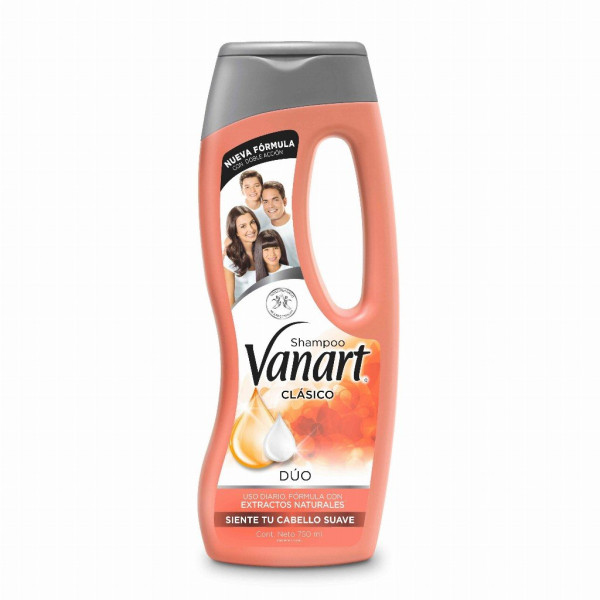 NUEVA FÓRMULA
CON DOBLE ACCIÓN
Shampoo
Vanart®
CLÁSICO
DÚO
USO DIARIO, FÓRMULA CON
EXTRACTOS NATURALES
SIENTE TU CABELLO SUAVE
Cont. Neto 750 ml